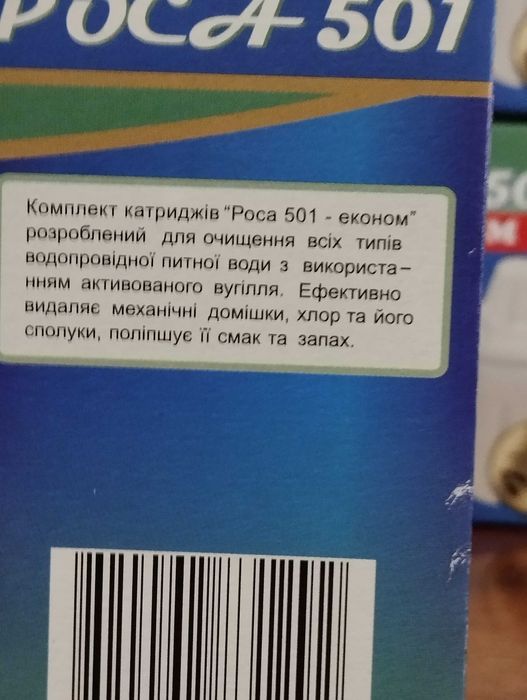 РОСА 501
Комплект катриджів "Роса 501 - економ"
розроблений для очищення всіх типів
водопровідної питної води з використа–
нням активованого вугілля. Ефективно
видаляє механічні домішки, хлор та його
сполуки, поліпшує її смак та запах.